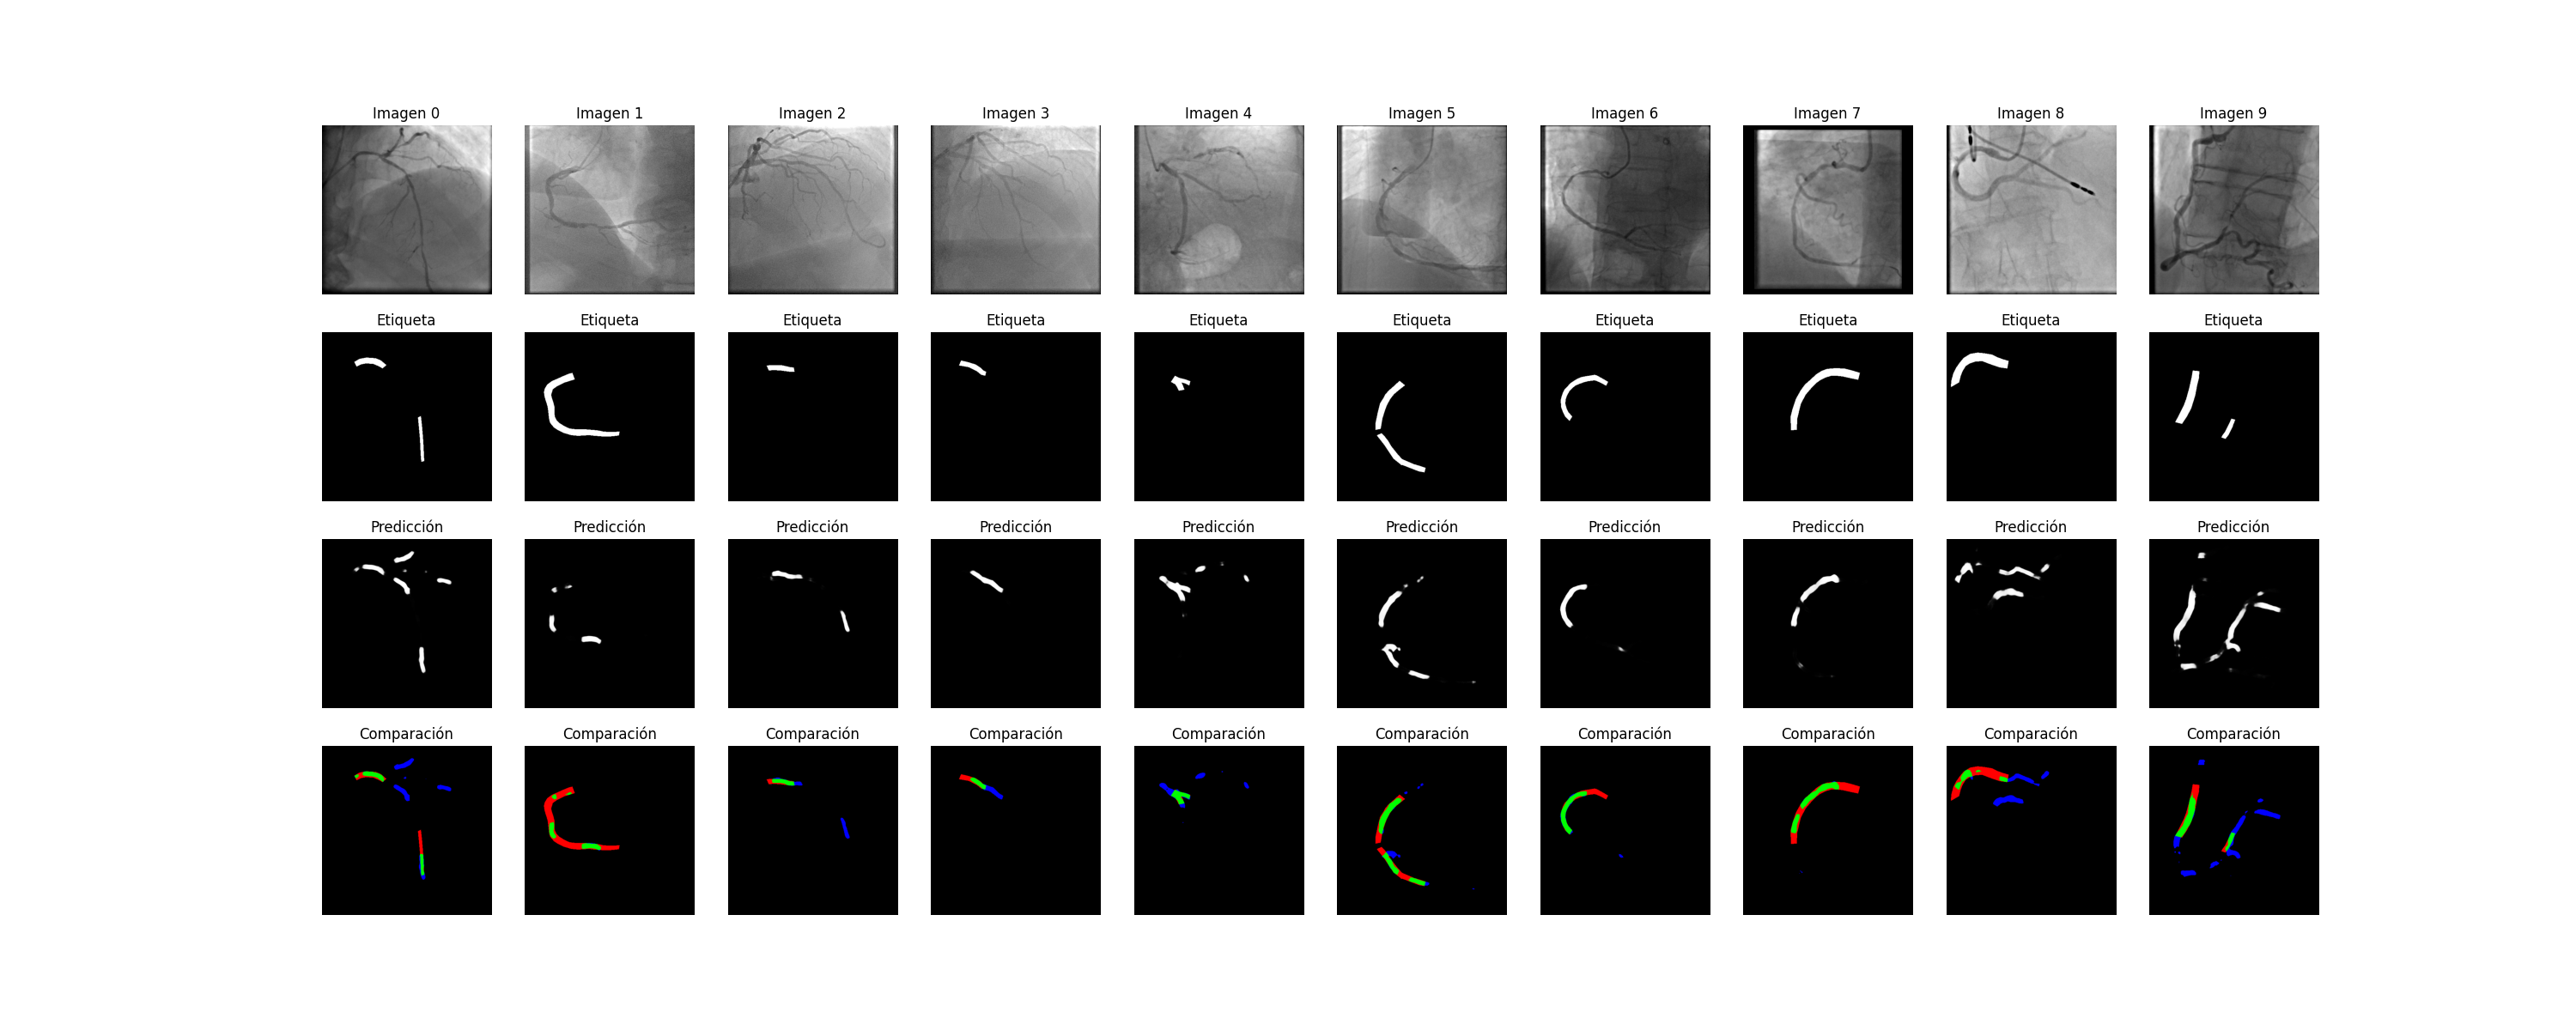 Imagen 0 Imagen 1 Imagen 2 Imagen 3 Imagen 4 Imagen 5 Imagen 6 Imagen 7 Imagen 8 Imagen 9
Etiqueta Etiqueta Etiqueta Etiqueta Etiqueta Etiqueta Etiqueta Etiqueta Etiqueta Etiqueta
Predicción Predicción Predicción Predicción Predicción Predicción Predicción Predicción Predicción Predicción
Comparación Comparación Comparación Comparación Comparación Comparación Comparación Comparación Comparación Comparación